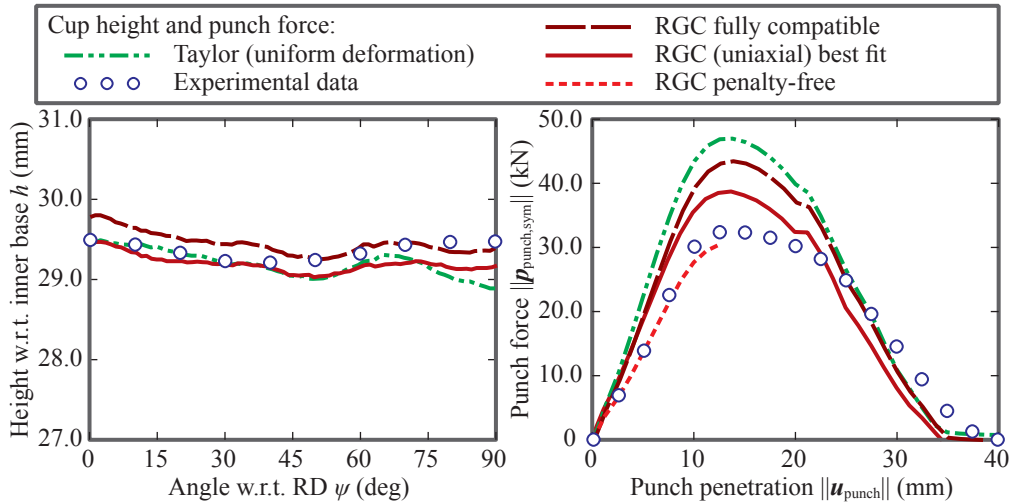 Cup height and punch force:
Taylor (uniform deformation)
Experimental data
RGC fully compatible
RGC (uniaxial) best fit
RGC penalty-free
Height w.r.t. inner base h (mm)
31.0
30.0
29.0
28.0
27.0
0 15 30 45 60 75 90
Angle w.r.t. RD ψ (deg)
Punch force ||p_punch,sym|| (kN)
50.0
40.0
30.0
20.0
10.0
0
0 10 20 30 40
Punch penetration ||u_punch|| (mm)